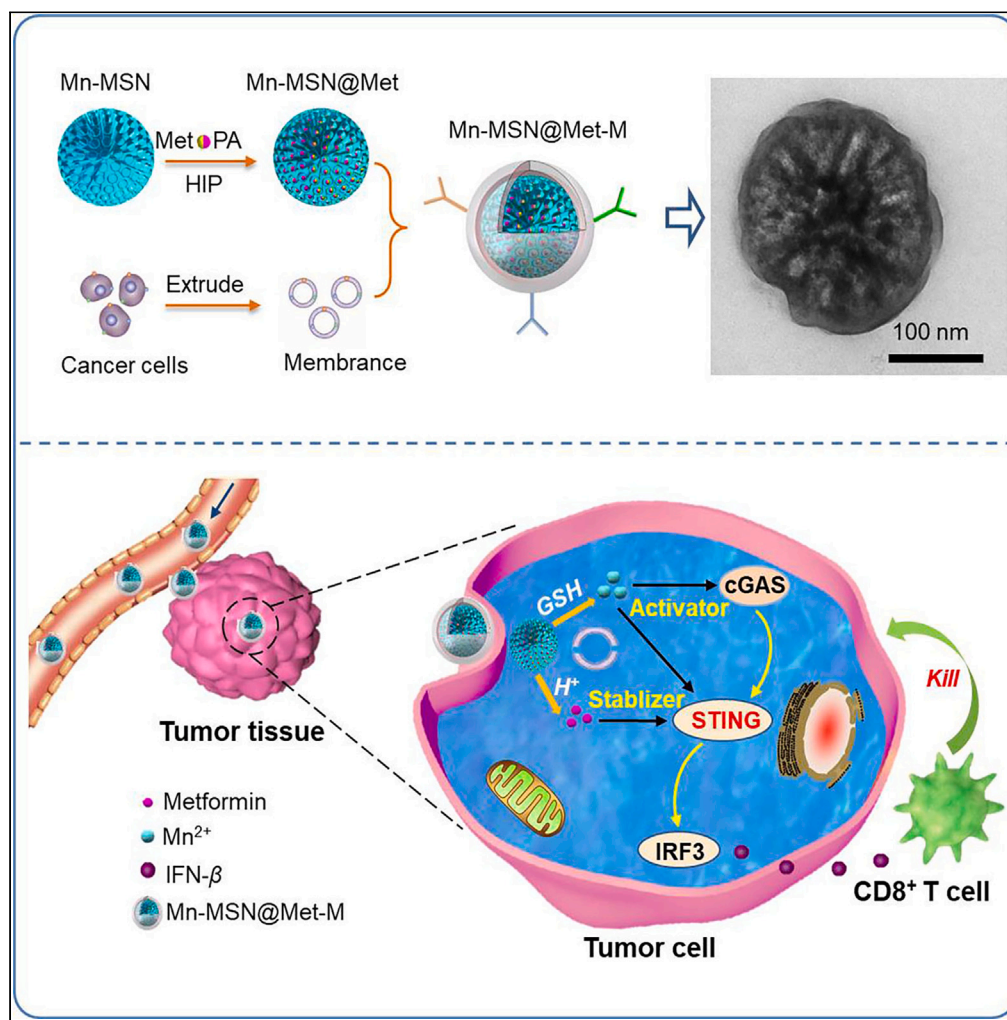 Mn-MSN
Mn-MSN@Met
Met PA
HIP
Mn-MSN@Met-M
Extrude
Cancer cells
Membrance
100 nm
GSH
cGAS
Activator
H⁺
Stablizer
STING
Kill
Tumor tissue
Metformin
Mn²⁺
IFN-β
Mn-MSN@Met-M
IRF3
CD8⁺ T cell
Tumor cell